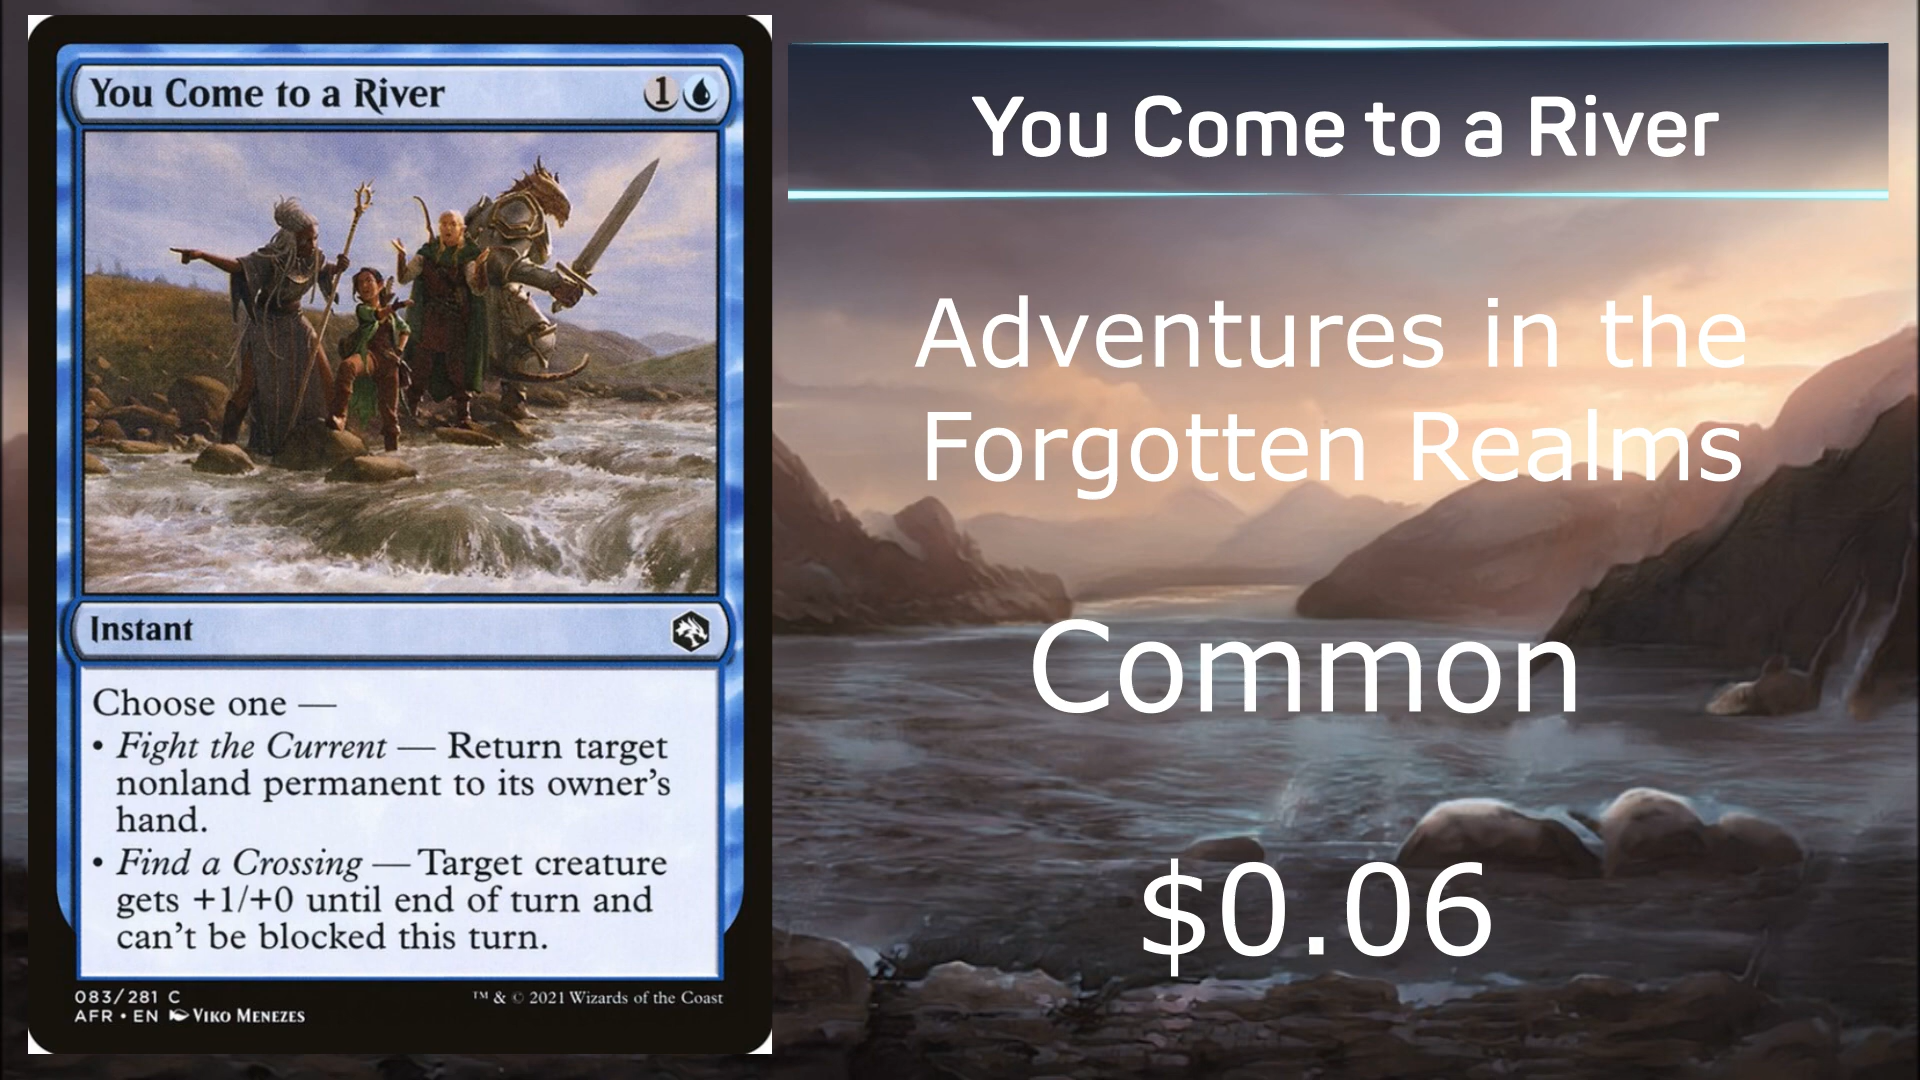 You Come to a River
1
Instant
Choose one —
• Fight the Current — Return target
nonland permanent to its owner's
hand.
• Find a Crossing — Target creature
gets +1/+0 until end of turn and
can't be blocked this turn.
083/281 C
AFR • EN VIKO MENEZES
™ & © 2021 Wizards of the Coast
You Come to a River
Adventures in the
Forgotten Realms
Common
$0.06